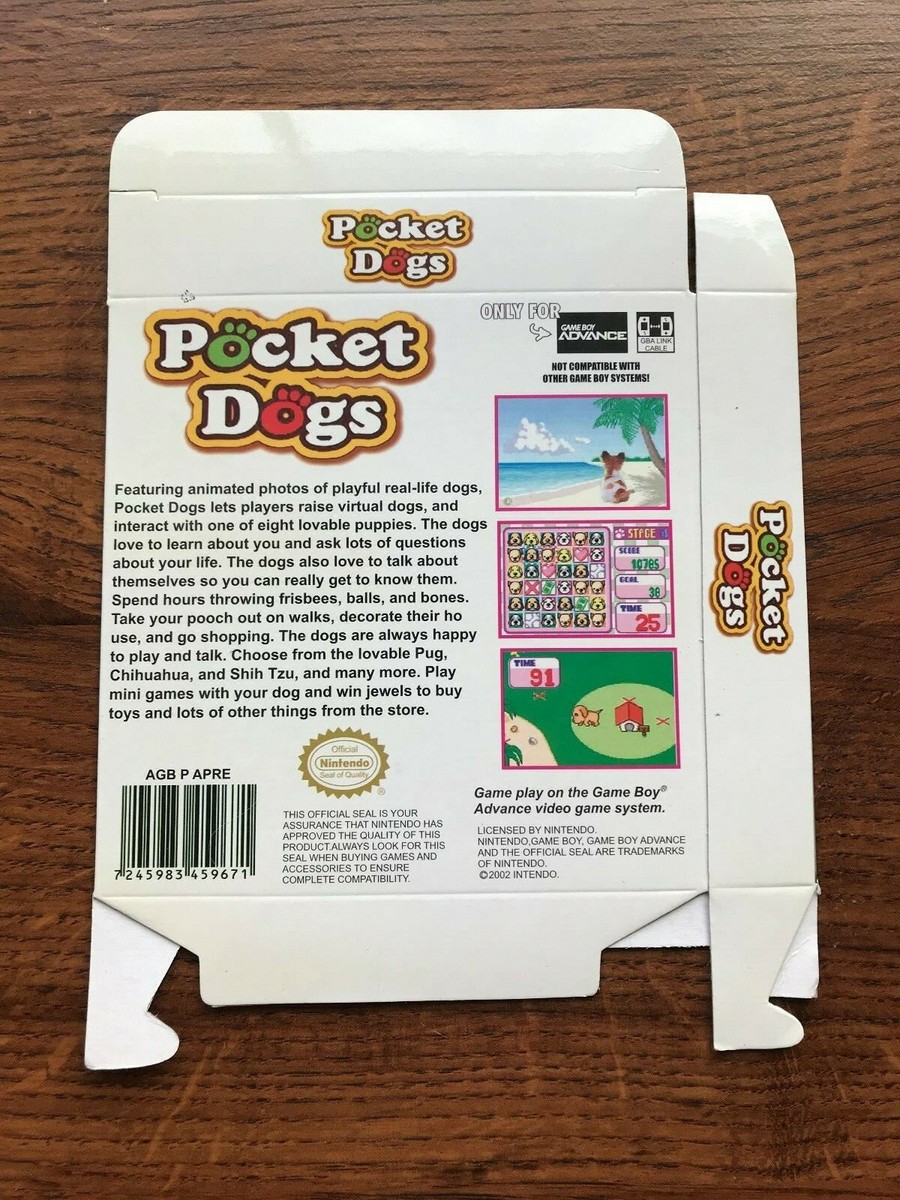 Pocket
Dogs
Pocket
Dogs
ONLY FOR
GAME BOY
ADVANCE
GBA LINK
CABLE
NOT COMPATIBLE WITH
OTHER GAME BOY SYSTEMS!
Featuring animated photos of playful real-life dogs,
Pocket Dogs lets players raise virtual dogs, and
interact with one of eight lovable puppies. The dogs
love to learn about you and ask lots of questions
about your life. The dogs also love to talk about
themselves so you can really get to know them.
Spend hours throwing frisbees, balls, and bones.
Take your pooch out on walks, decorate their ho
use, and go shopping. The dogs are always happy
to play and talk. Choose from the lovable Pug,
Chihuahua, and Shih Tzu, and many more. Play
mini games with your dog and win jewels to buy
toys and lots of other things from the store.
STAGE
SCORE
10785
GOAL
38
TIME
25
TIME
91
Pocket
Dogs
AGB P APRE
7 245983 459671
Official
Nintendo
Seal of Quality
®
THIS OFFICIAL SEAL IS YOUR
ASSURANCE THAT NINTENDO HAS
APPROVED THE QUALITY OF THIS
PRODUCT.ALWAYS LOOK FOR THIS
SEAL WHEN BUYING GAMES AND
ACCESSORIES TO ENSURE
COMPLETE COMPATIBILITY.
Game play on the Game Boy®
Advance video game system.
LICENSED BY NINTENDO.
NINTENDO,GAME BOY, GAME BOY ADVANCE
AND THE OFFICIAL SEAL ARE TRADEMARKS
OF NINTENDO.
©2002 INTENDO.